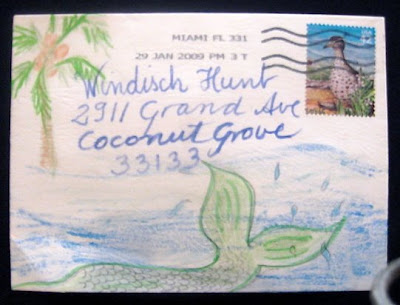 MIAMI FL 331
29 JAN 2009 PM 3 T
Windisch Hunt
2911 Grand Ave
Coconut Grove
33133